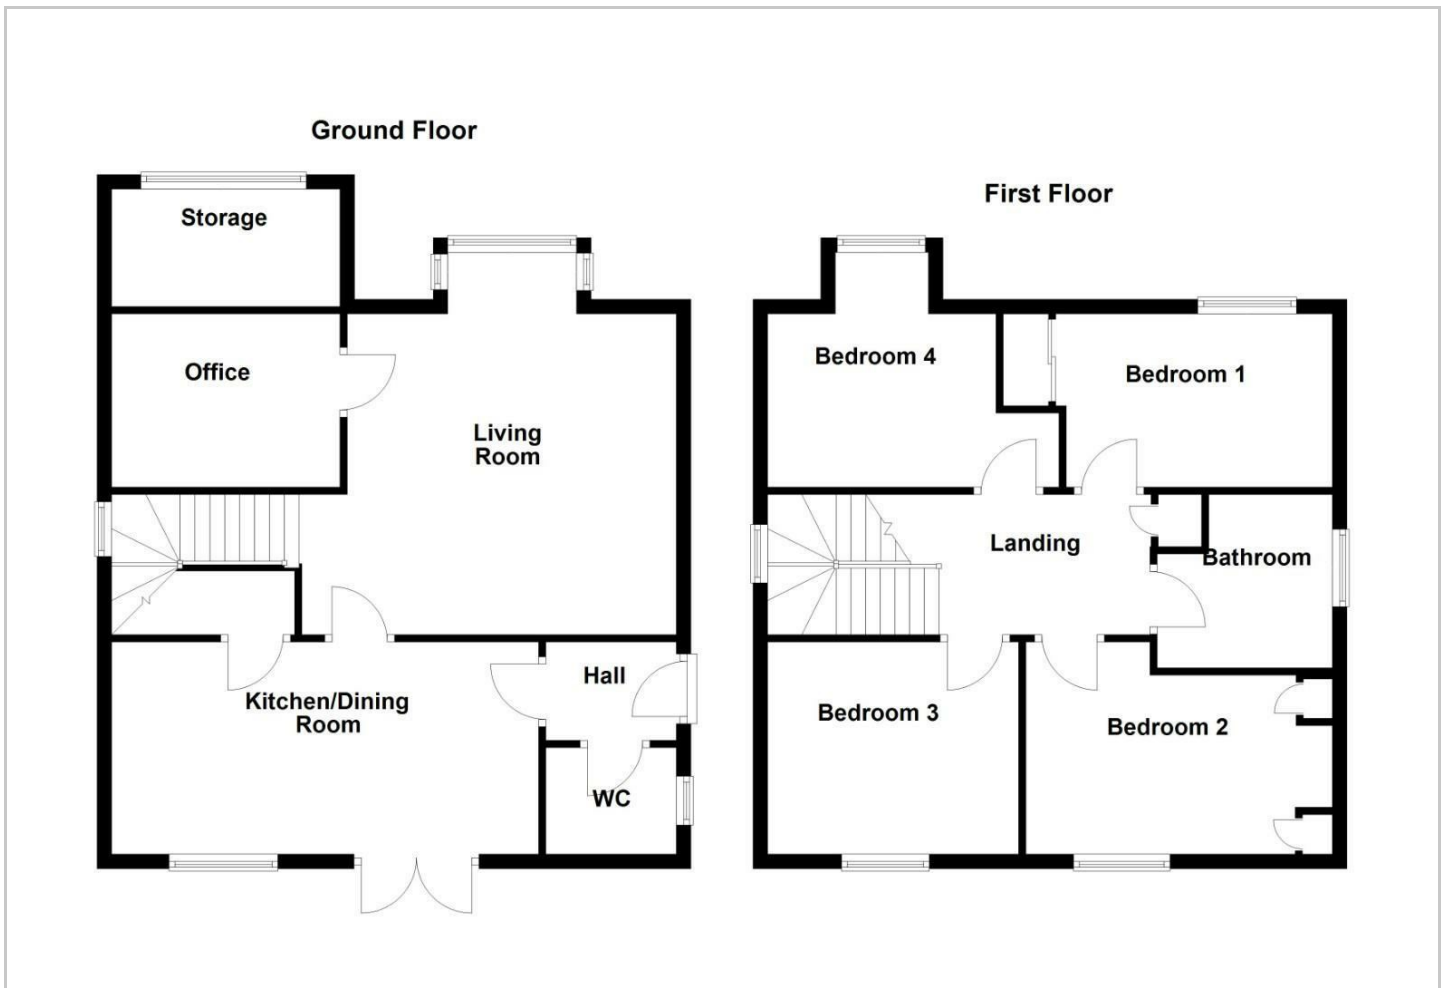 Ground Floor
Storage
Office
Living
Room
Kitchen/Dining
Room
Hall
WC
First Floor
Bedroom 4
Bedroom 1
Landing
Bathroom
Bedroom 3
Bedroom 2